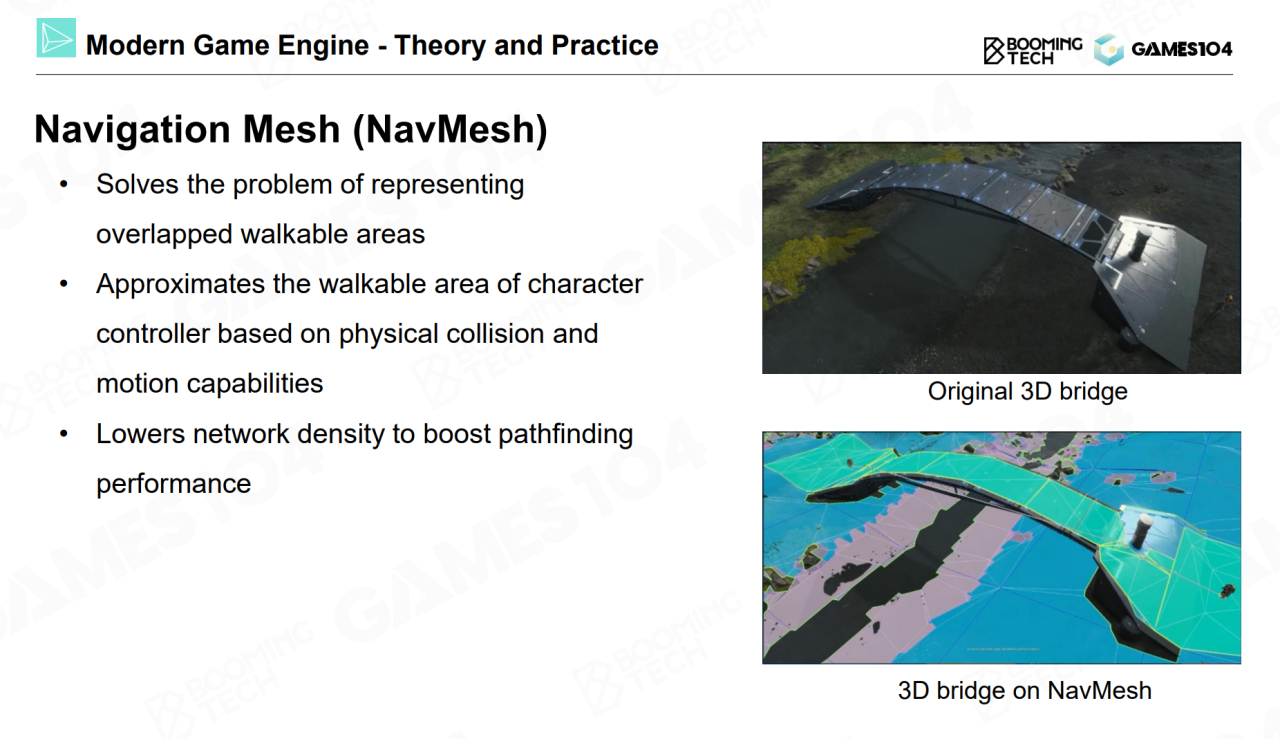 Modern Game Engine - Theory and Practice
BOOMING
TECH
GAMES104
Navigation Mesh (NavMesh)
• Solves the problem of representing
overlapped walkable areas
• Approximates the walkable area of character
controller based on physical collision and
motion capabilities
• Lowers network density to boost pathfinding
performance
Original 3D bridge
3D bridge on NavMesh